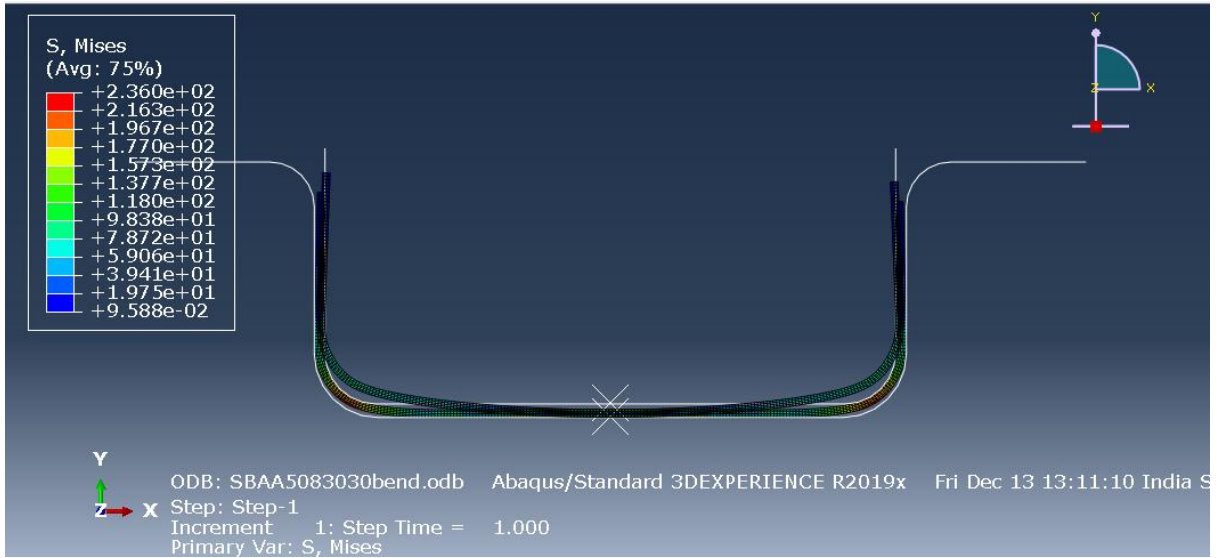 S, Mises
(Avg: 75%)
+2.360e+02
+2.163e+02
+1.967e+02
+1.770e+02
+1.573e+02
+1.377e+02
+1.180e+02
+9.838e+01
+7.872e+01
+5.906e+01
+3.941e+01
+1.975e+01
+9.588e-02
Y
Z
X
Y
Z
X
ODB: SBAA5083030bend.odb Abaqus/Standard 3DEXPERIENCE R2019x Fri Dec 13 13:11:10 India S
Step: Step-1
Increment 1: Step Time = 1.000
Primary Var: S, Mises